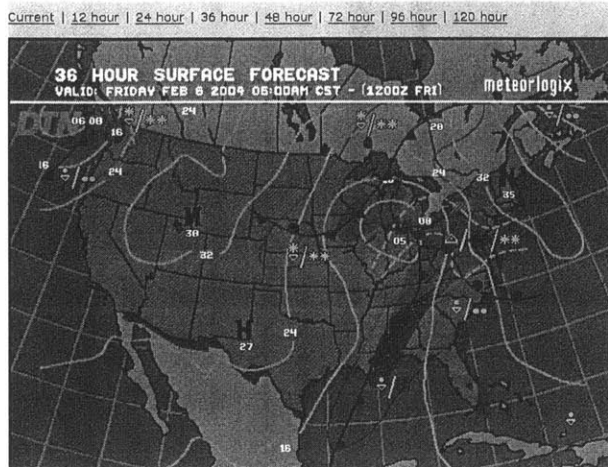 Current | 12 hour | 24 hour | 36 hour | 48 hour | 72 hour | 96 hour | 120 hour
36 HOUR SURFACE FORECAST
meteorlogix
VALID: FRIDAY FEB 6 2004 06:00AM CST - (1200Z FRI)
DTN
24
06 08
16
20
16
24
24
32
35
H
30
08
05
32
H
24
27
16